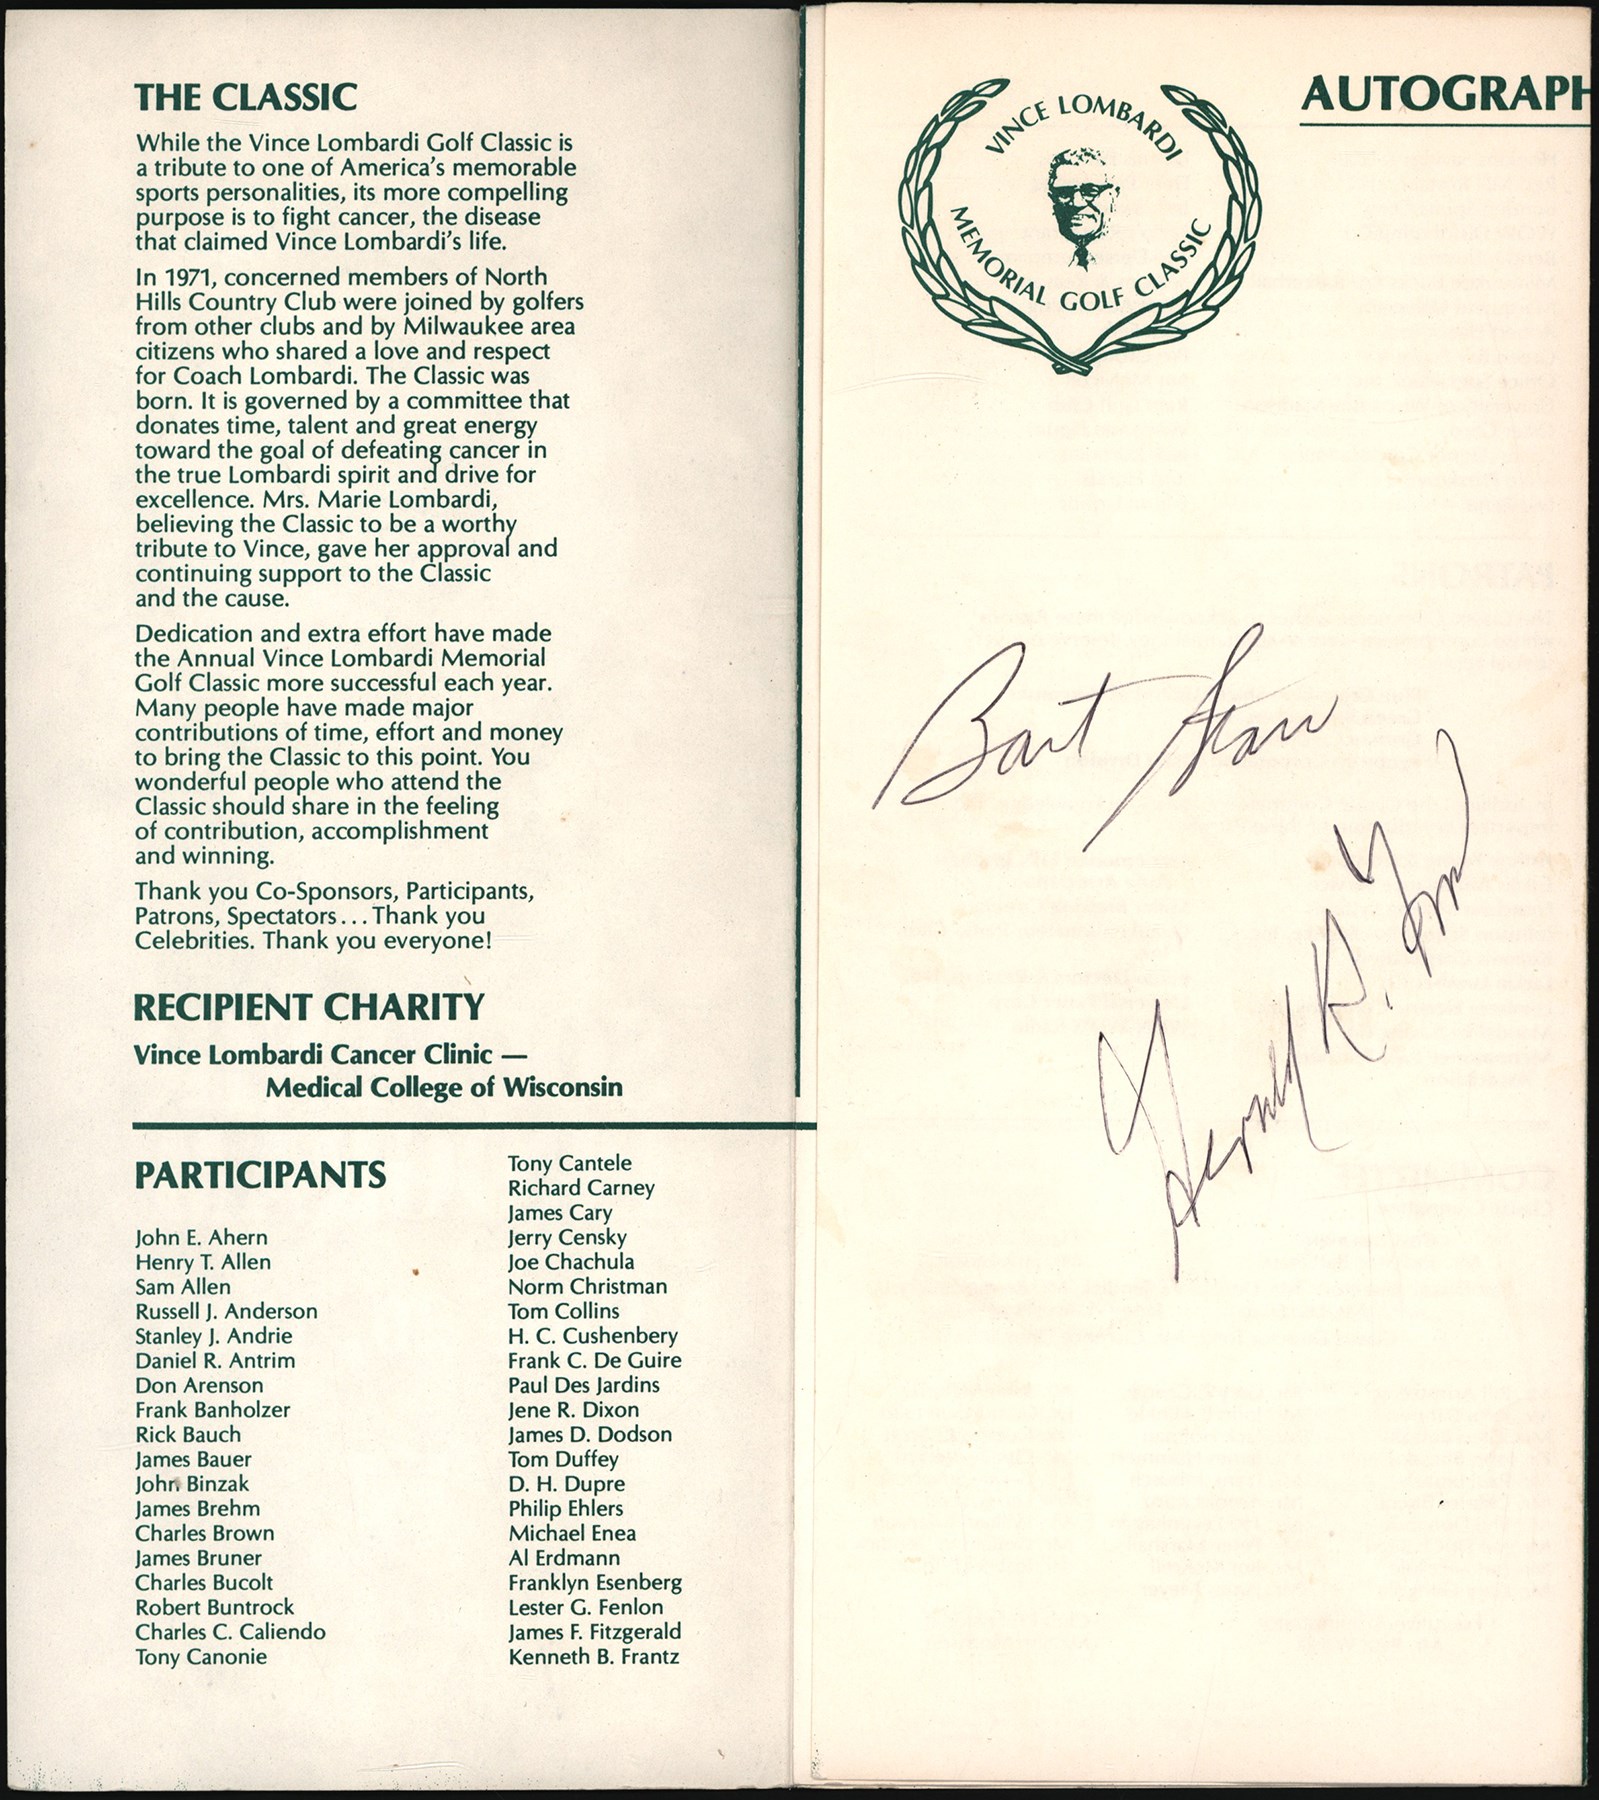 THE CLASSIC
While the Vince Lombardi Golf Classic is
a tribute to one of America's memorable
sports personalities, its more compelling
purpose is to fight cancer, the disease
that claimed Vince Lombardi's life.
In 1971, concerned members of North
Hills Country Club were joined by golfers
from other clubs and by Milwaukee area
citizens who shared a love and respect
for Coach Lombardi. The Classic was
born. It is governed by a committee that
donates time, talent and great energy
toward the goal of defeating cancer in
the true Lombardi spirit and drive for
excellence. Mrs. Marie Lombardi,
believing the Classic to be a worthy
tribute to Vince, gave her approval and
continuing support to the Classic
and the cause.
Dedication and extra effort have made
the Annual Vince Lombardi Memorial
Golf Classic more successful each year.
Many people have made major
contributions of time, effort and money
to bring the Classic to this point. You
wonderful people who attend the
Classic should share in the feeling
of contribution, accomplishment
and winning.
Thank you Co-Sponsors, Participants,
Patrons, Spectators...Thank you
Celebrities. Thank you everyone!
RECIPIENT CHARITY
Vince Lombardi Cancer Clinic —
Medical College of Wisconsin
PARTICIPANTS
John E. Ahern
Henry T. Allen
Sam Allen
Russell J. Anderson
Stanley J. Andrie
Daniel R. Antrim
Don Arenson
Frank Banholzer
Rick Bauch
James Bauer
John Binzak
James Brehm
Charles Brown
James Bruner
Charles Bucolt
Robert Buntrock
Charles C. Caliendo
Tony Canonie
Tony Cantele
Richard Carney
James Cary
Jerry Censky
Joe Chachula
Norm Christman
Tom Collins
H. C. Cushenbery
Frank C. De Guire
Paul Des Jardins
Jene R. Dixon
James D. Dodson
Tom Duffey
D. H. Dupre
Philip Ehlers
Michael Enea
Al Erdmann
Franklyn Esenberg
Lester G. Fenlon
James F. Fitzgerald
Kenneth B. Frantz
VINCE LOMBARDI
MEMORIAL GOLF CLASSIC
AUTOGRAPH
Bart Starr
Gerald R. Ford